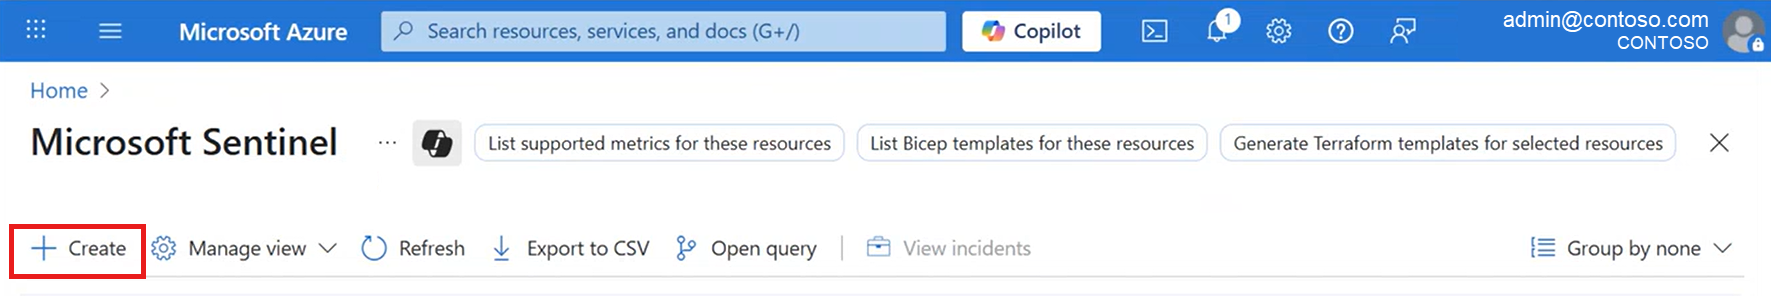 Microsoft Azure
Search resources, services, and docs (G+/)
Copilot
1
admin@contoso.com
CONTOSO
Home >
Microsoft Sentinel
...
List supported metrics for these resources
List Bicep templates for these resources
Generate Terraform templates for selected resources
Create
Manage view
Refresh
Export to CSV
Open query
View incidents
Group by none